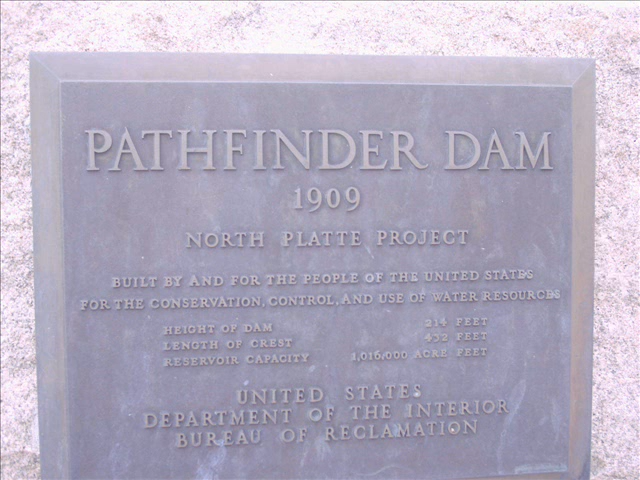 PATHFINDER DAM
1909
NORTH PLATTE PROJECT
BUILT BY AND FOR THE PEOPLE OF THE UNITED STATES
FOR THE CONSERVATION, CONTROL, AND USE OF WATER RESOURCES
HEIGHT OF DAM 214 FEET
LENGTH OF CREST 432 FEET
RESERVOIR CAPACITY 1,016,000 ACRE FEET
UNITED STATES
DEPARTMENT OF THE INTERIOR
BUREAU OF RECLAMATION